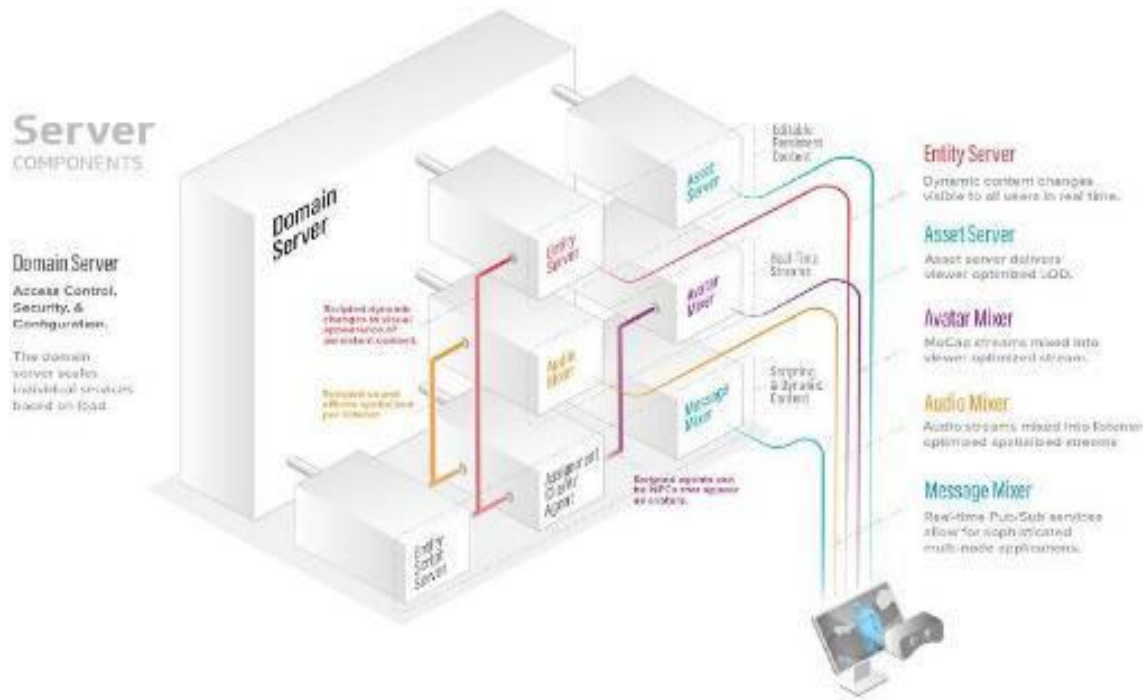 Server
COMPONENTS
Domain Server
Access Control,
Security, &
Configuration.
The domain
server scales
individual services
based on load.
Domain
Server
Asset
Server
Editable
Persistent
Content
Entity
Server
Scripted dynamic
changes to visual
appearance of
persistent content.
Avatar
Mixer
Real-Time
Streams
Audio
Mixer
per listener.
Message
Mixer
Scripting
& Dynamic
Content
Assignment
Client/
Agent
Scripted agents can
be NPCs that appear
as avatars.
Entity
Script
Server
Entity Server
Dynamic content changes
visible to all users in real time.
Asset Server
Asset server delivers
viewer optimized LOD.
Avatar Mixer
MoCap streams mixed into
viewer optimized stream.
Audio Mixer
Audio streams mixed into listener
optimized spatialized streams
Message Mixer
Real-time Pub/Sub services
allow for sophisticated
multi-node applications.